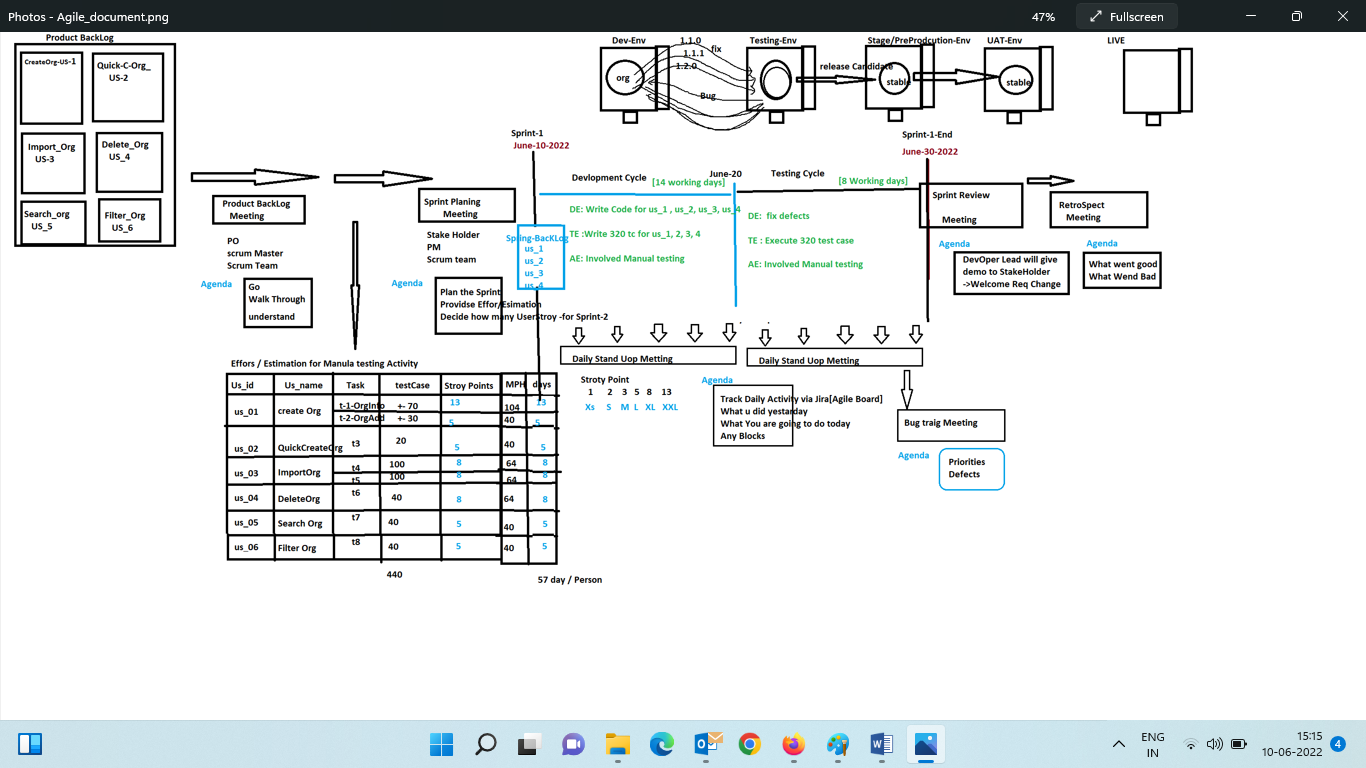 Photos - Agile_document.png
47%
Fullscreen
Product BackLog
CreateOrg-US-1
Quick-C-Org_
US-2
Import_Org
US-3
Delete_Org
US_4
Search_org
US_5
Filter_Org
US_6
Dev-Env
1.1.0
fix
1.1.1
1.2.0
Bug
org
Testing-Env
release Candidate
Stage/PreProdcution-Env
stable
UAT-Env
stable
LIVE
Product BackLog
Meeting
PO
scrum Master
Scrum Team
Agenda
Go
Walk Through
understand
Sprint Planing
Meeting
Stake Holder
PM
Scrum team
Agenda
Plan the Sprint
Providse Effor/Esimation
Decide how many UserStroy -for Sprint-2
Sprint-1
June-10-2022
Spring-BacKLog
us_1
us_2
us_3
us_4
Devlopment Cycle
[14 working days]
June-20
DE: Write Code for us_1 , us_2, us_3, us_4
TE :Write 320 tc for us_1, 2, 3, 4
AE: Involved Manual testing
Testing Cycle
[8 Working days]
DE:  fix defects
TE : Execute 320 test case
AE: Involved Manual testing
Sprint-1-End
June-30-2022
Sprint Review
Meeting
Agenda
DevOper Lead will give
demo to StakeHolder
->Welcome Req Change
RetroSpect
Meeting
Agenda
What went good
What Wend Bad
Daily Stand Uop Metting
Daily Stand Uop Metting
Stroty Point
1 2 3 5 8 13
Xs S M L XL XXL
Agenda
Track Daily Activity via Jira[Agile Board]
What u did yestarday
What You are going to do today
Any Blocks
Bug traig Meeting
Agenda
Priorities
Defects
Effors / Estimation for Manula testing Activity
Us_id Us_name Task testCase Stroy Points MPH days
us_01 create Org t-1-OrgInfo +- 70 13 104 13
t-2-OrgAdd +- 30 5 40 5
us_02 QuickCreateOrg t3 20 5 40 5
us_03 ImportOrg t4 100 8 64 8
t5 100 8 64 8
us_04 DeleteOrg t6 40 8 64 8
us_05 Search Org t7 40 5 40 5
us_06 Filter Org t8 40 5 40 5
440
57 day / Person
ENG
IN
15:15
10-06-2022
4